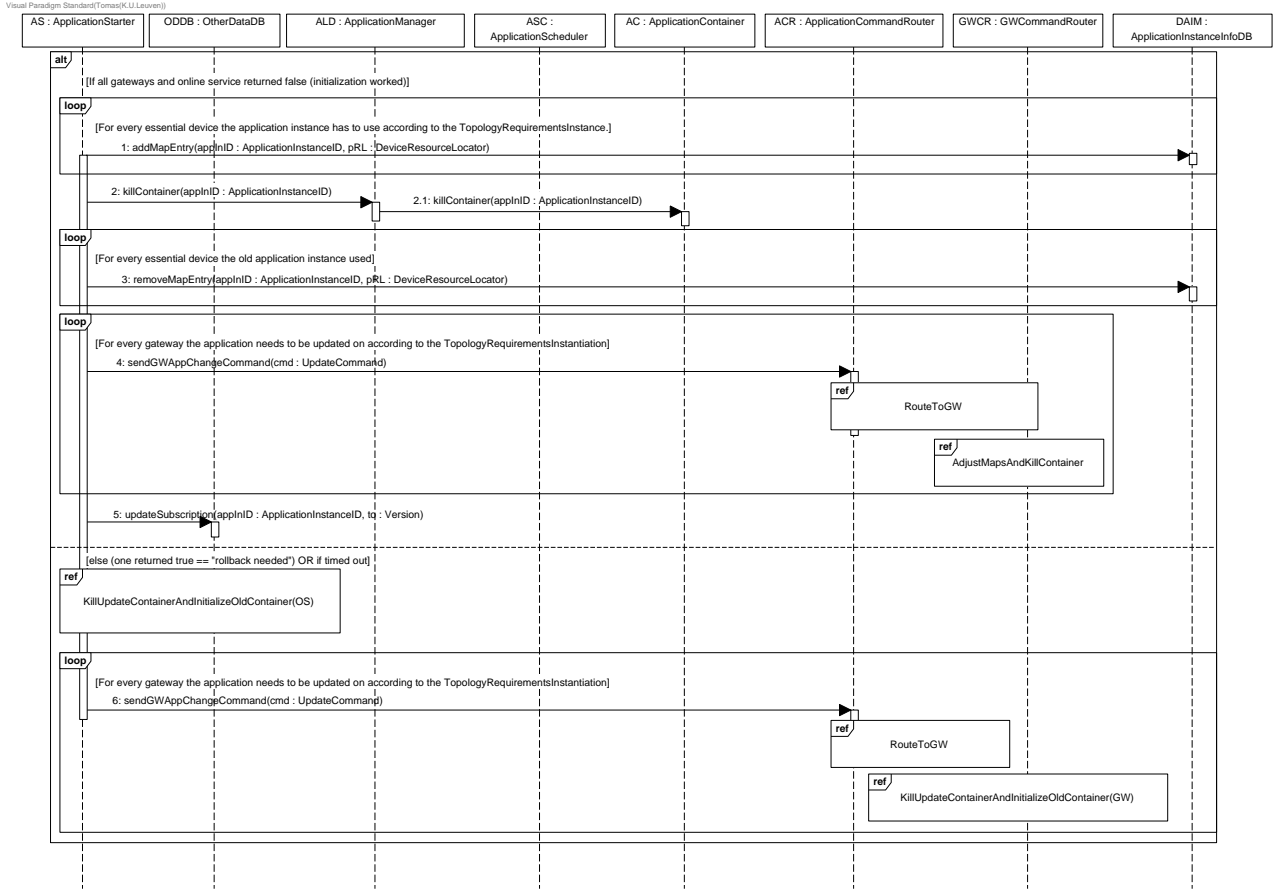 Visual Paradigm Standard(Tomas(K.U.Leuven))
AS : ApplicationStarter
ODDB : OtherDataDB
ALD : ApplicationManager
ASC :
ApplicationScheduler
AC : ApplicationContainer
ACR : ApplicationCommandRouter
GWCR : GWCommandRouter
DAIM :
ApplicationInstanceInfoDB
alt
[If all gateways and online service returned false (initialization worked)]
loop
[For every essential device the application instance has to use according to the TopologyRequirementsInstance.]
1: addMapEntry(appInID : ApplicationInstanceID, pRL : DeviceResourceLocator)
2: killContainer(appInID : ApplicationInstanceID)
2.1: killContainer(appInID : ApplicationInstanceID)
loop
[For every essential device the old application instance used]
3: removeMapEntry(appInID : ApplicationInstanceID, pRL : DeviceResourceLocator)
loop
[For every gateway the application needs to be updated on according to the TopologyRequirementsInstantiation]
4: sendGWAppChangeCommand(cmd : UpdateCommand)
ref
RouteToGW
ref
AdjustMapsAndKillContainer
5: updateSubscription(appInID : ApplicationInstanceID, to : Version)
[else (one returned true == "rollback needed") OR if timed out]
ref
KillUpdateContainerAndInitializeOldContainer(OS)
loop
[For every gateway the application needs to be updated on according to the TopologyRequirementsInstantiation]
6: sendGWAppChangeCommand(cmd : UpdateCommand)
ref
RouteToGW
ref
KillUpdateContainerAndInitializeOldContainer(GW)